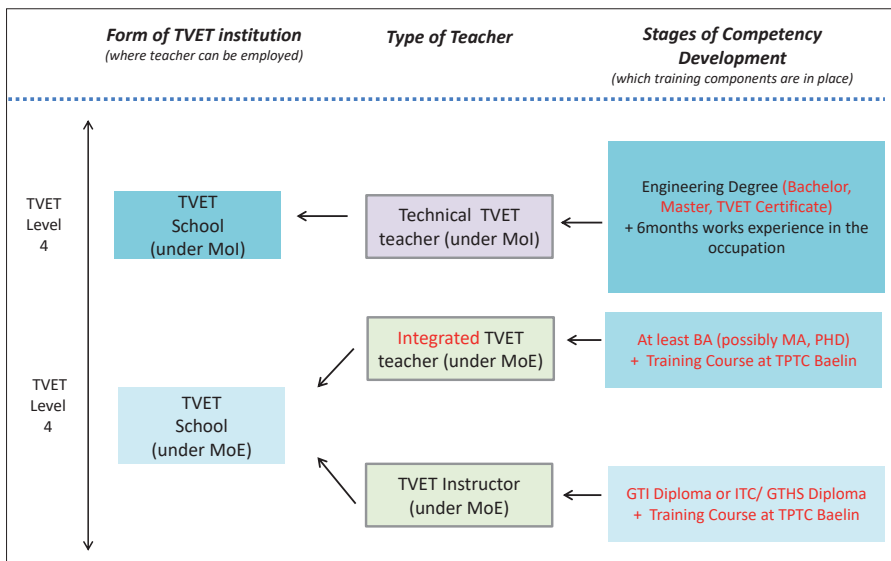 Form of TVET institution
(where teacher can be employed)
Type of Teacher
Stages of Competency
Development
(which training components are in place)
TVET
Level
4
TVET
School
(under MoI)
Technical TVET
teacher (under MoI)
Engineering Degree (Bachelor,
Master, TVET Certificate)
+ 6months works experience in the
occupation
Integrated TVET
teacher (under MoE)
At least BA (possibly MA, PHD)
+ Training Course at TPTC Baelin
TVET
Level
4
TVET
School
(under MoE)
TVET Instructor
(under MoE)
GTI Diploma or ITC/ GTHS Diploma
+ Training Course at TPTC Baelin